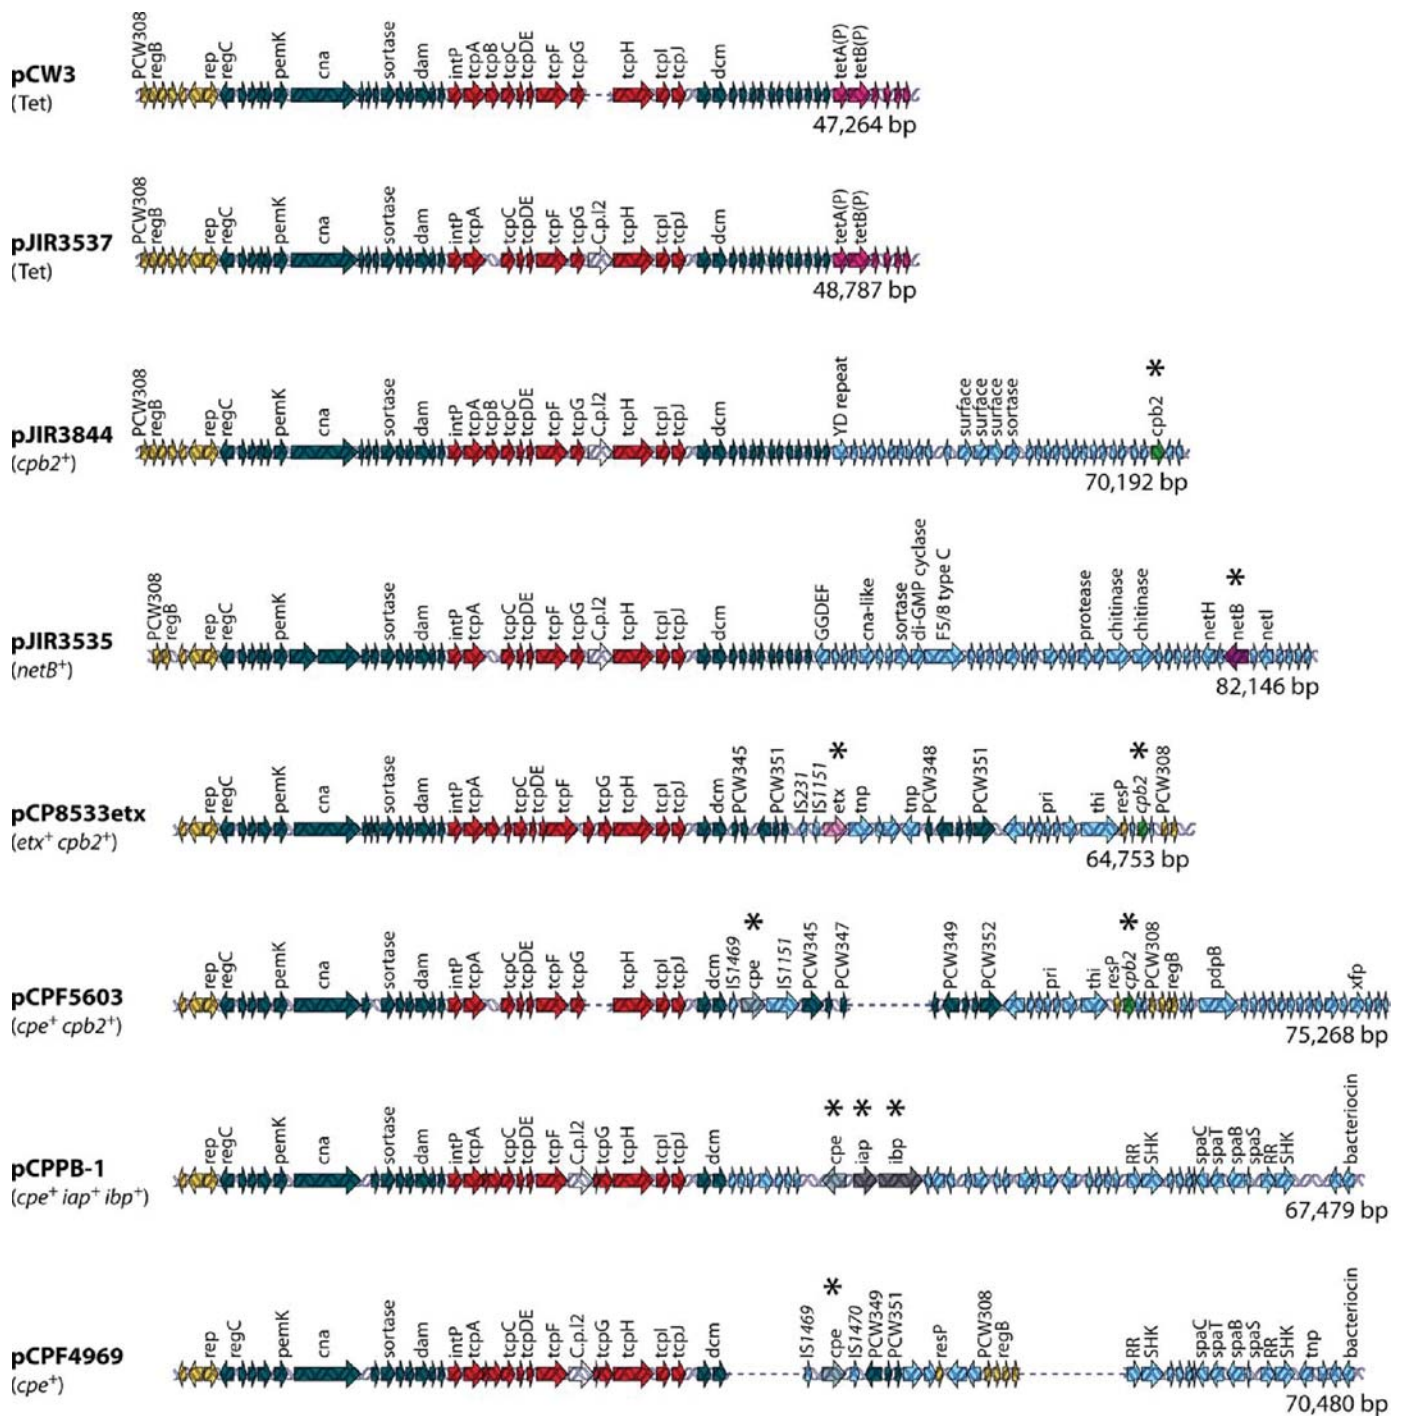 PCW308 regB rep regC pemK cna sortase dam intP tcpA tcpB tcpC tcpDE tcpF tcpG tcpH tcpI tcpJ dcm tetA(P) tetB(P)
pCW3
(Tet)
47,264 bp
PCW308 regB rep regC pemK cna sortase dam intP tcpA tcpC tcpDE tcpF tcpG C.p.I2 tcpH tcpI tcpJ dcm tetA(P) tetB(P)
pJIR3537
(Tet)
48,787 bp
*
PCW308 regB rep regC pemK cna sortase dam intP tcpA tcpB tcpC tcpDE tcpF tcpG C.p.I2 tcpH tcpI tcpJ dcm YD repeat surface surface surface sortase cpb2
pJIR3844
(cpb2+)
70,192 bp
*
PCW308 regB rep regC pemK sortase dam intP tcpA tcpC tcpDE tcpF tcpG C.p.I2 tcpH tcpI tcpJ dcm GGDEF cna-like sortase di-GMP cyclase F5/8 type C protease chitinase chitinase netH netB netI
pJIR3535
(netB+)
82,146 bp
* *
rep regC pemK cna sortase dam intP tcpA tcpC tcpDE tcpF tcpG tcpH tcpI tcpJ dcm PCW345 PCW351 IS231 IS1151 etx tnp tnp PCW348 PCW351 pri thi resP cpb2 PCW308
pCP8533etx
(etx+ cpb2+)
64,753 bp
* *
rep regC pemK cna sortase dam intP tcpA tcpC tcpDE tcpF tcpG tcpH tcpI tcpJ dcm IS1469 cpe IS1151 PCW345 PCW347 PCW349 PCW352 pri thi resP cpb2 PCW308 regB pdpB xfp
pCPF5603
(cpe+ cpb2+)
75,268 bp
* * *
rep regC pemK cna sortase dam intP tcpA tcpC tcpDE tcpF C.p.I2 tcpG tcpH tcpI tcpJ dcm cpe iap ibp RR SHK spaC spaT spaB spaS RR SHK bacteriocin
pCPPB-1
(cpe+ iap+ ibp+)
67,479 bp
*
rep regC pemK cna sortase dam intP tcpA tcpC tcpDE tcpF C.p.I2 tcpG tcpH tcpI tcpJ dcm IS1469 cpe IS1470 PCW349 PCW351 resP PCW308 regB RR SHK spaC spaT spaB spaS RR SHK tnp bacteriocin
pCPF4969
(cpe+)
70,480 bp